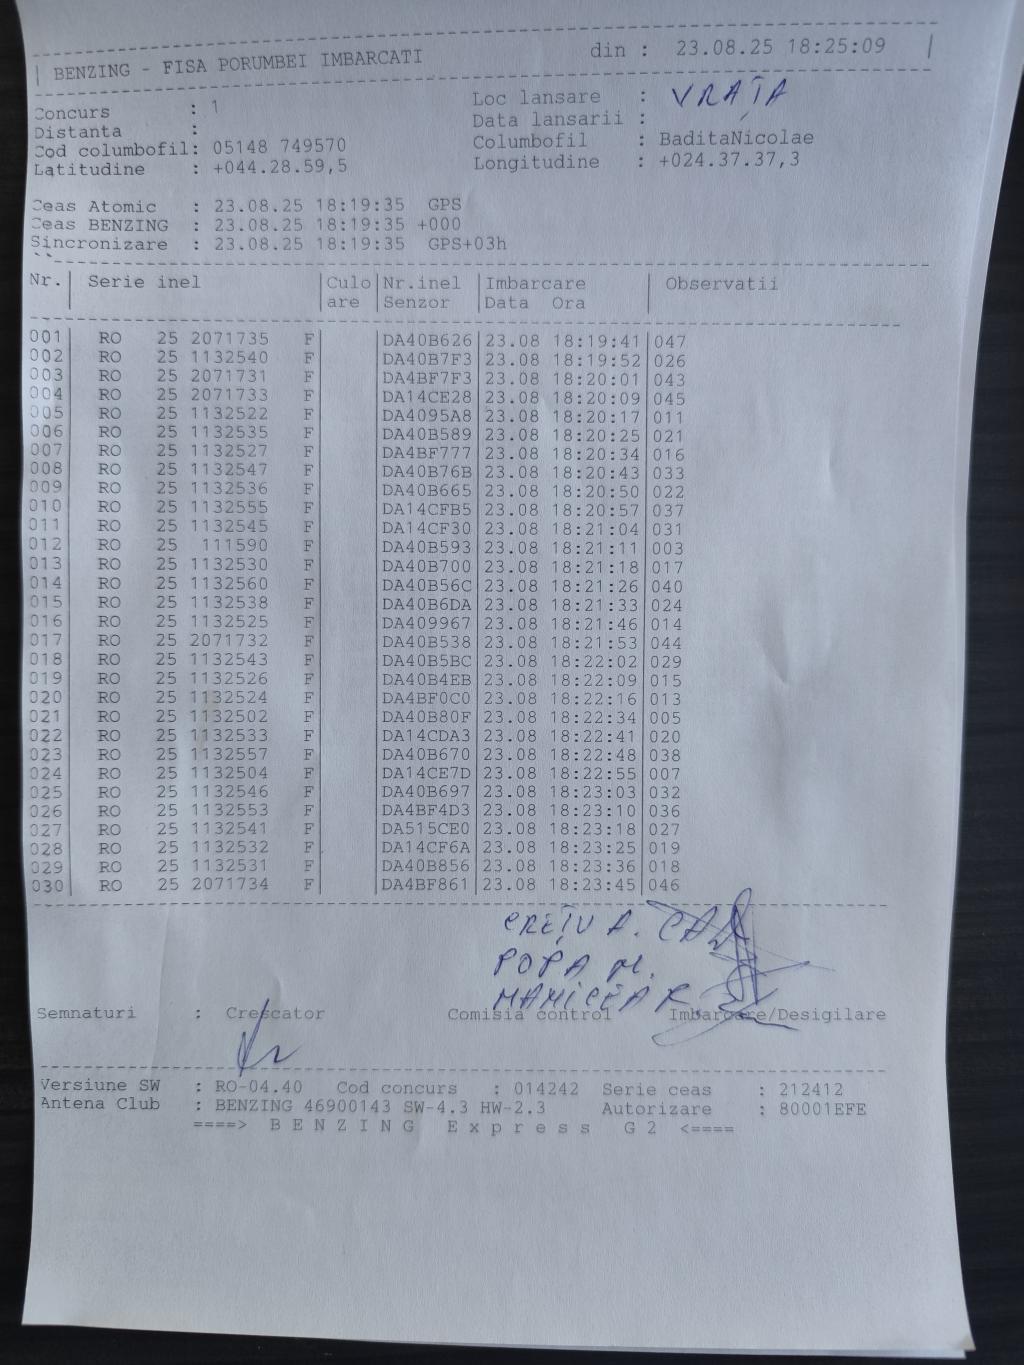 BENZING - FISA PORUMBEI IMBARCATI din : 23.08.25 18:25:09
Concurs : 1 Loc lansare : VRAȚA
Distanta : Data lansarii :
Cod columbofil: 05148 749570 Columbofil : BaditaNicolae
Latitudine : +044.28.59,5 Longitudine : +024.37.37,3
Ceas Atomic : 23.08.25 18:19:35 GPS
Ceas BENZING : 23.08.25 18:19:35 +000
Sincronizare : 23.08.25 18:19:35 GPS+03h
Nr. Serie inel Culo Nr.inel Imbarcare Observatii
are Senzor Data Ora
001 RO 25 2071735 F DA40B626 23.08 18:19:41 047
002 RO 25 1132540 F DA40B7F3 23.08 18:19:52 026
003 RO 25 2071731 F DA4BF7F3 23.08 18:20:01 043
004 RO 25 2071733 F DA14CE28 23.08 18:20:09 045
005 RO 25 1132522 F DA4095A8 23.08 18:20:17 011
006 RO 25 1132535 F DA40B589 23.08 18:20:25 021
007 RO 25 1132527 F DA4BF777 23.08 18:20:34 016
008 RO 25 1132547 F DA40B76B 23.08 18:20:43 033
009 RO 25 1132536 F DA40B665 23.08 18:20:50 022
010 RO 25 1132555 F DA14CFB5 23.08 18:20:57 037
011 RO 25 1132545 F DA14CF30 23.08 18:21:04 031
012 RO 25 111590 F DA40B593 23.08 18:21:11 003
013 RO 25 1132530 F DA40B700 23.08 18:21:18 017
014 RO 25 1132560 F DA40B56C 23.08 18:21:26 040
015 RO 25 1132538 F DA40B6DA 23.08 18:21:33 024
016 RO 25 1132525 F DA409967 23.08 18:21:46 014
017 RO 25 2071732 F DA40B538 23.08 18:21:53 044
018 RO 25 1132543 F DA40B5BC 23.08 18:22:02 029
019 RO 25 1132526 F DA40B4EB 23.08 18:22:09 015
020 RO 25 1132524 F DA4BF0C0 23.08 18:22:16 013
021 RO 25 1132502 F DA40B80F 23.08 18:22:34 005
022 RO 25 1132533 F DA14CDA3 23.08 18:22:41 020
023 RO 25 1132557 F DA40B670 23.08 18:22:48 038
024 RO 25 1132504 F DA14CE7D 23.08 18:22:55 007
025 RO 25 1132546 F DA40B697 23.08 18:23:03 032
026 RO 25 1132553 F DA4BF4D3 23.08 18:23:10 036
027 RO 25 1132541 F DA515CE0 23.08 18:23:18 027
028 RO 25 1132532 F DA14CF6A 23.08 18:23:25 019
029 RO 25 1132531 F DA40B856 23.08 18:23:36 018
030 RO 25 2071734 F DA4BF861 23.08 18:23:45 046
CREȚU A.
POPA M.
MAMICEA R.
Semnaturi : Crescator Comisia control Imbarcare/Desigilare
Versiune SW : RO-04.40 Cod concurs : 014242 Serie ceas : 212412
Antena Club : BENZING 46900143 SW-4.3 HW-2.3 Autorizare : 80001EFE
====> B E N Z I N G E x p r e s s G 2 <====